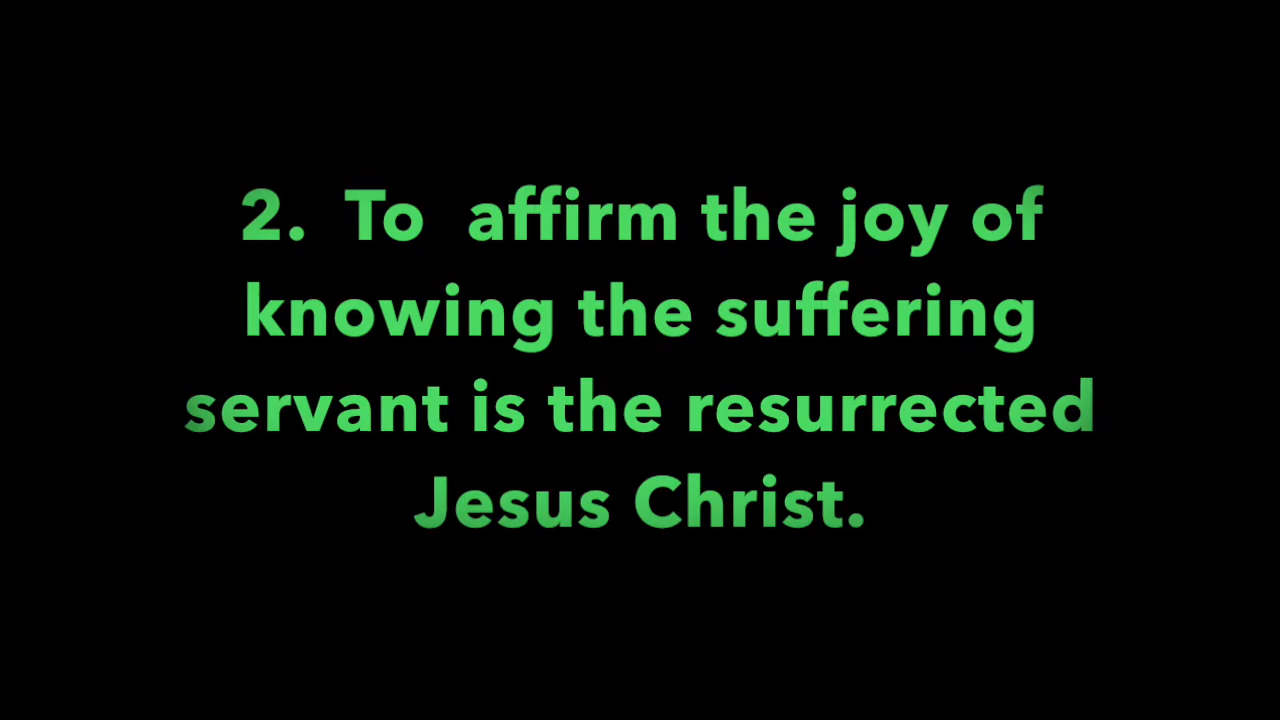 2. To affirm the joy of
knowing the suffering
servant is the resurrected
Jesus Christ.